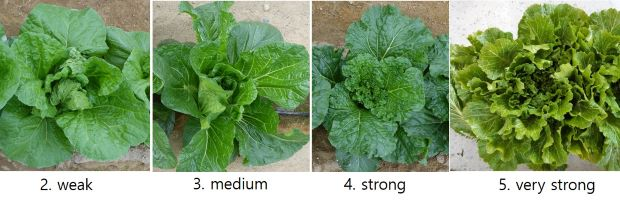 2. weak
3. medium
4. strong
5. very strong